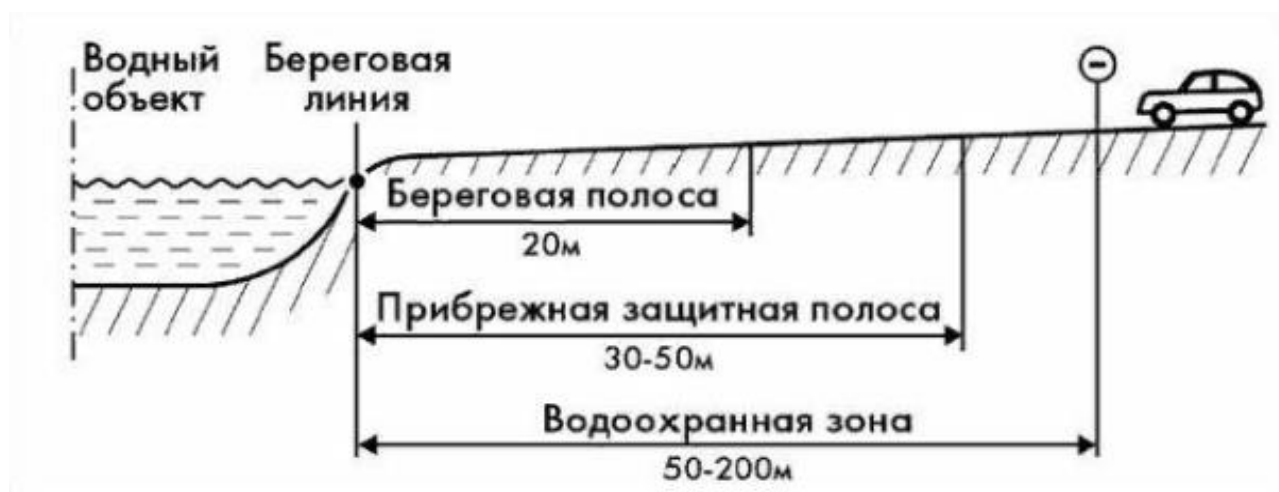 Водный
объект
Береговая
линия
Береговая полоса
20м
Прибрежная защитная полоса
30-50м
Водоохранная зона
50-200м